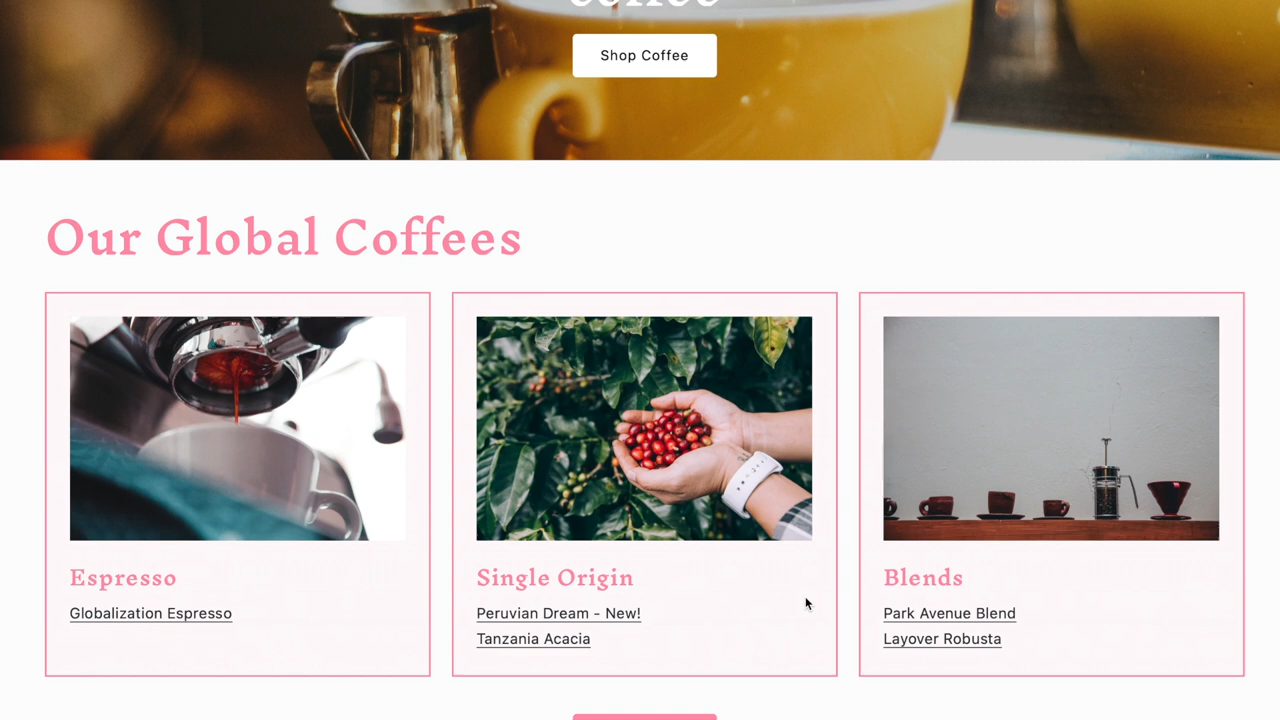 coffee
Shop Coffee
Our Global Coffees
Espresso
Globalization Espresso
Single Origin
Peruvian Dream - New!
Tanzania Acacia
Blends
Park Avenue Blend
Layover Robusta